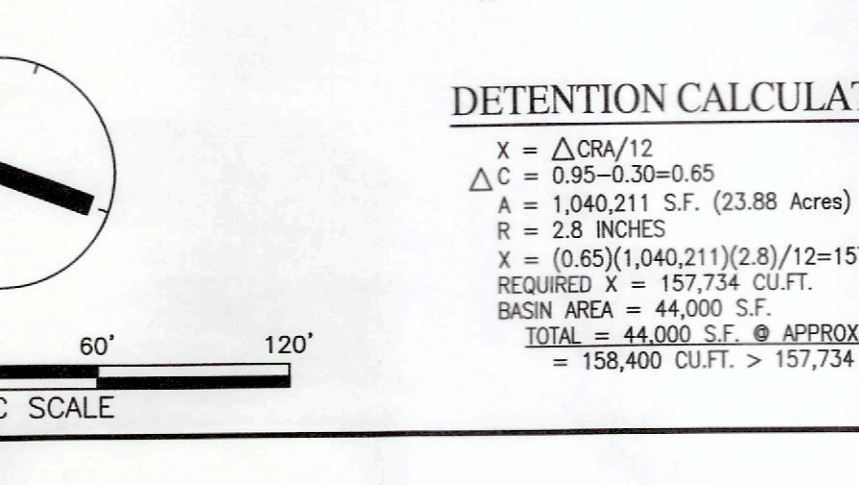 DETENTION CALCULAT
X = △CRA/12
△C = 0.95-0.30=0.65
A = 1,040,211 S.F. (23.88 Acres)
R = 2.8 INCHES
X = (0.65)(1,040,211)(2.8)/12=157
REQUIRED X = 157,734 CU.FT.
BASIN AREA = 44,000 S.F.
TOTAL = 44,000 S.F. @ APPROX
= 158,400 CU.FT. > 157,734
60' 120'
C SCALE